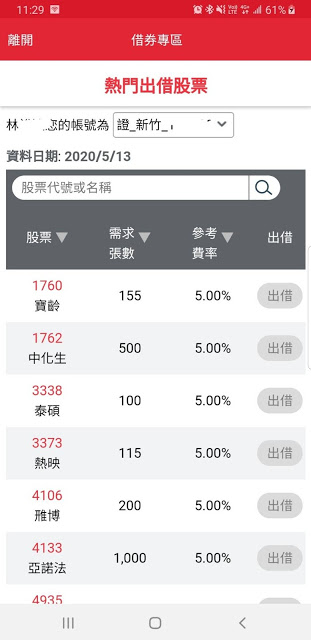 11:29 61%
離開 借券專區
熱門出借股票
林 您的帳號為 證_新竹_
資料日期: 2020/5/13
股票代號或名稱
股票 需求張數 參考費率 出借
1760 寶齡 155 5.00% 出借
1762 中化生 500 5.00% 出借
3338 泰碩 100 5.00% 出借
3373 熱映 115 5.00% 出借
4106 雃博 200 5.00% 出借
4133 亞諾法 1,000 5.00% 出借
4935